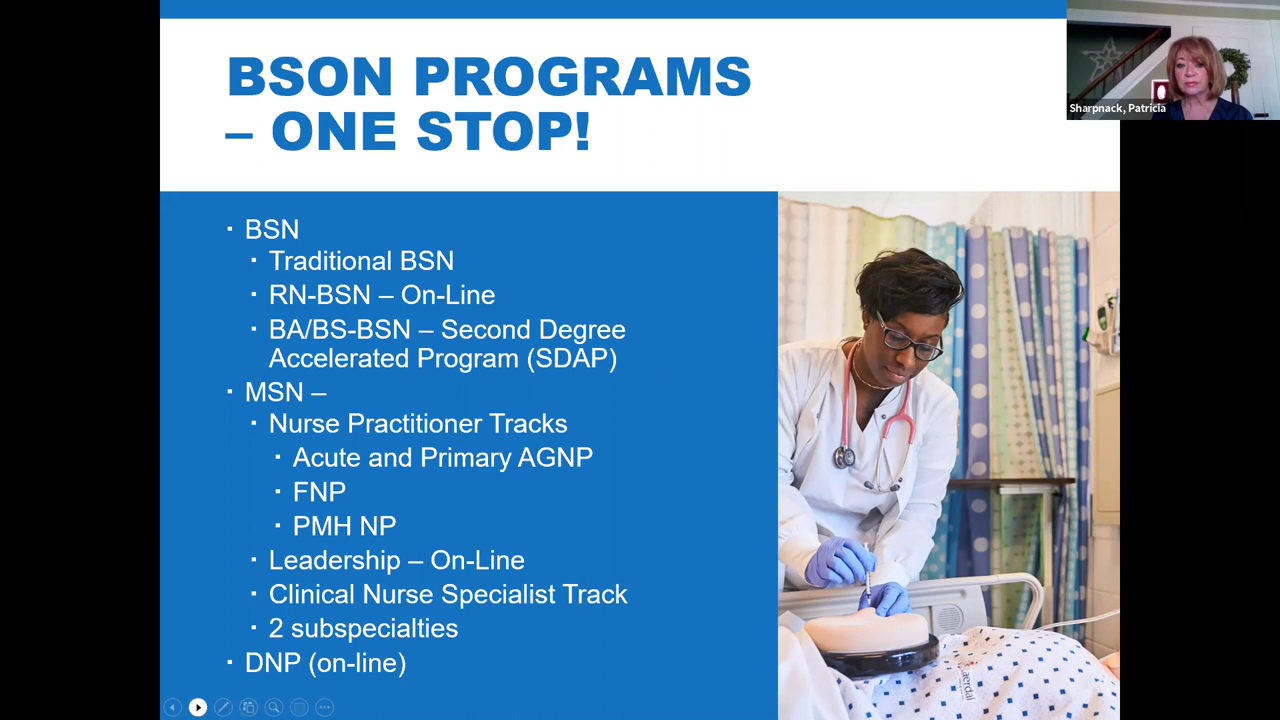 BSON PROGRAMS
– ONE STOP!
Sharpnack, Patricia
▪ BSN
▪ Traditional BSN
▪ RN-BSN – On-Line
▪ BA/BS-BSN – Second Degree
Accelerated Program (SDAP)
▪ MSN –
▪ Nurse Practitioner Tracks
▪ Acute and Primary AGNP
▪ FNP
▪ PMH NP
▪ Leadership – On-Line
▪ Clinical Nurse Specialist Track
▪ 2 subspecialties
▪ DNP (on-line)